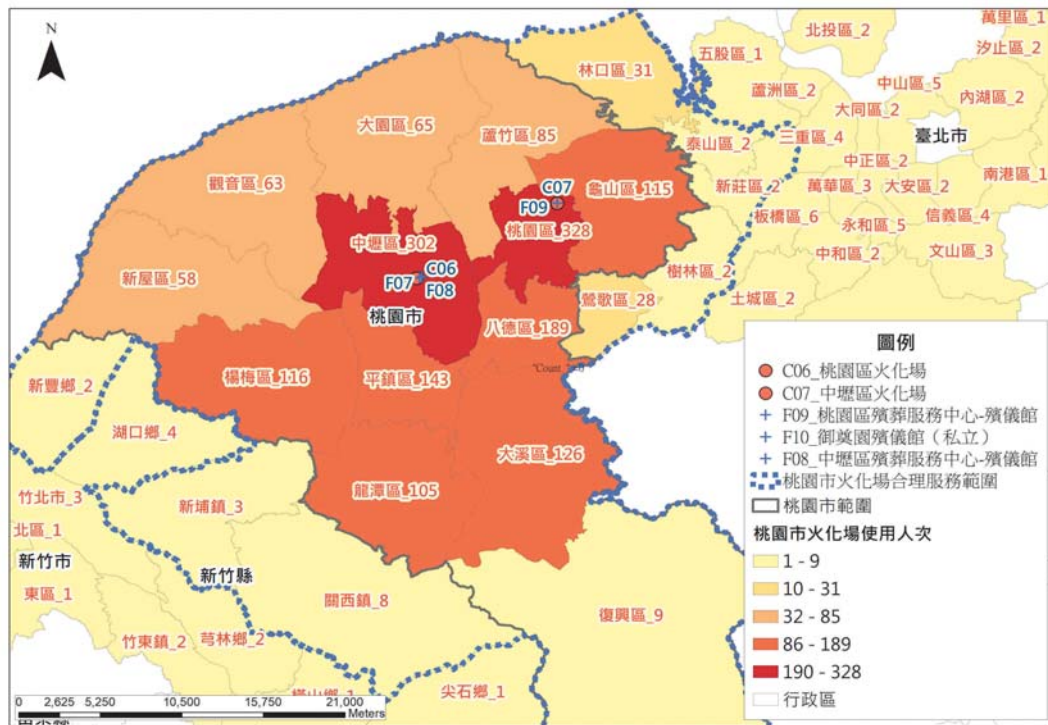 N
萬里區_1
北投區_2
五股區_1
汐止區_2
林口區_31
蘆洲區_2
中山區_5
內湖區_2
大同區_2
大園區_65
蘆竹區_85
泰山區_2
三重區_4
臺北市
中正區_2
觀音區_63
C07
F09
龜山區_115
新莊區_2
萬華區_3
大安區_2
南港區_1
桃園區_328
板橋區_6
永和區_5
信義區_4
中壢區_302
中和區_2
文山區_3
新屋區_58
C06
F07
F08
樹林區_2
鶯歌區_28
土城區_2
桃園市
八德區_189
楊梅區_116
平鎮區_143
新豐鄉_2
湖口鄉_4
大溪區_126
龍潭區_105
竹北市_3
新埔鎮_3
北區_1
新竹市
新竹縣
東區_1
關西鎮_8
復興區_9
竹東鎮_2
芎林鄉_2
橫山鄉_1
尖石鄉_1
圖例
C06_桃園區火化場
C07_中壢區火化場
F09_桃園區殯葬服務中心-殯儀館
F10_御奠園殯儀館（私立）
F08_中壢區殯葬服務中心-殯儀館
桃園市火化場合理服務範圍
桃園市範圍
桃園市火化場使用人次
1 - 9
10 - 31
32 - 85
86 - 189
190 - 328
行政區
0 2,625 5,250 10,500 15,750 21,000
Meters